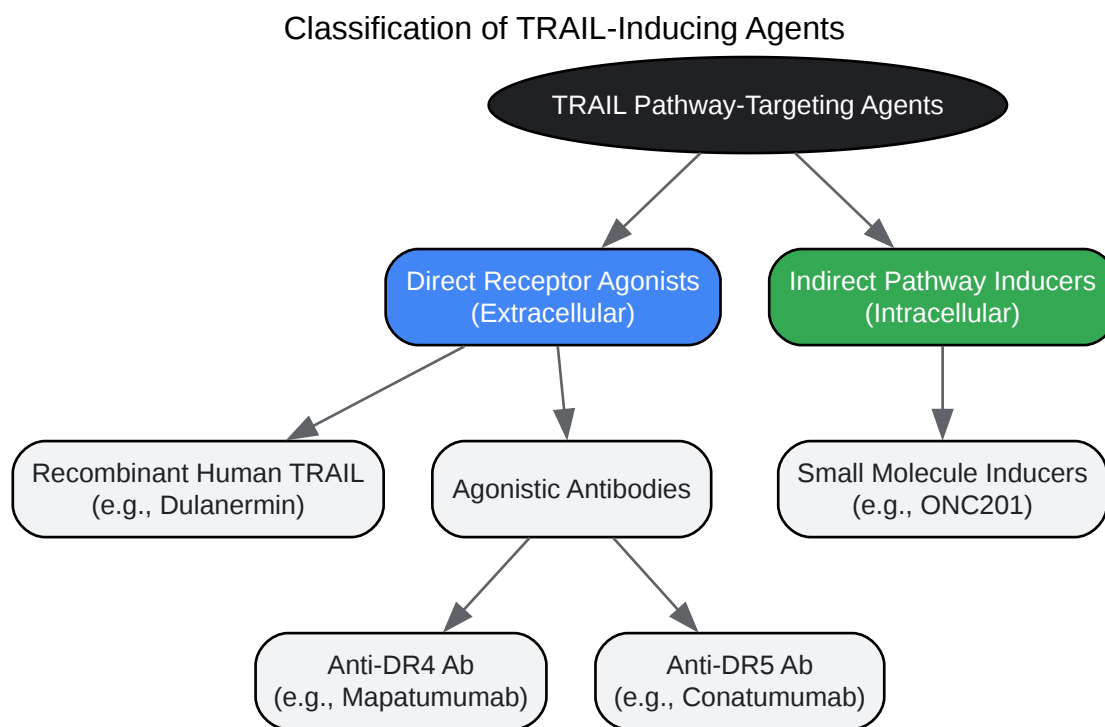 Classification of TRAIL-Inducing Agents
TRAIL Pathway-Targeting Agents
Direct Receptor Agonists
(Extracellular)
Indirect Pathway Inducers
(Intracellular)
Recombinant Human TRAIL
(e.g., Dulanermin)
Agonistic Antibodies
Small Molecule Inducers
(e.g., ONC201)
Anti-DR4 Ab
(e.g., Mapatumumab)
Anti-DR5 Ab
(e.g., Conatumumab)